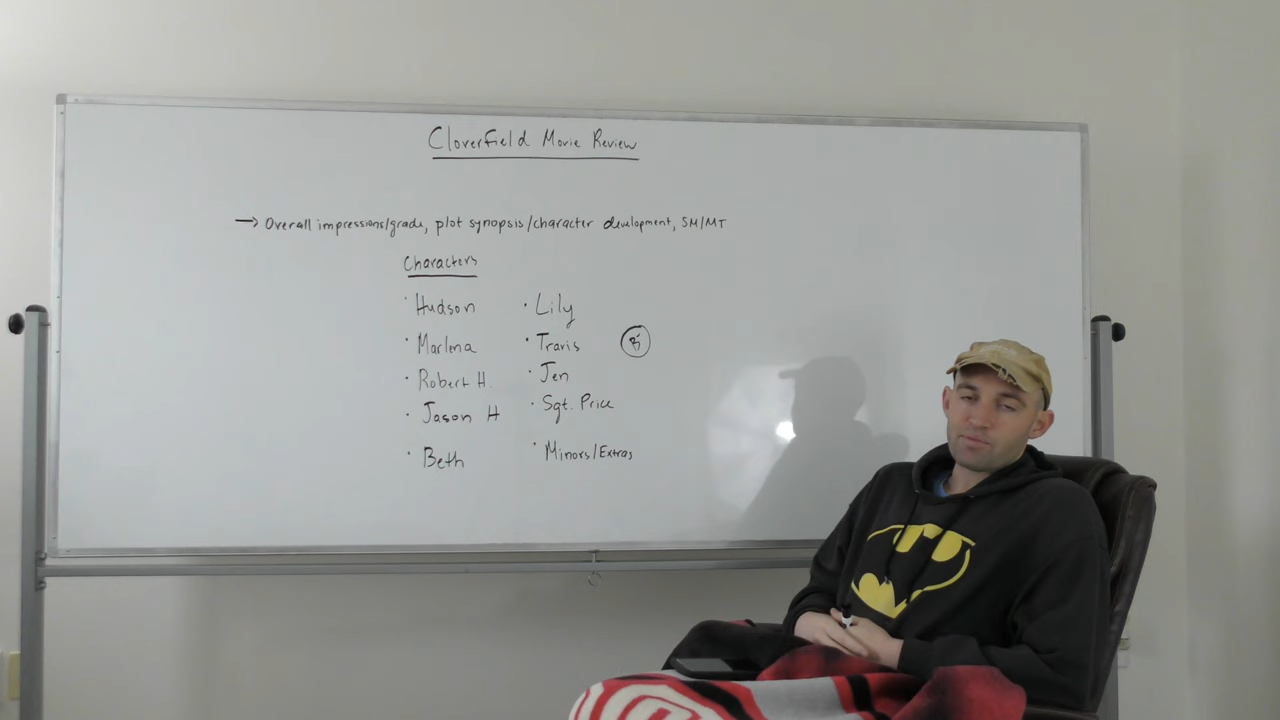 Cloverfield Movie Review
→ Overall impressions/grade, plot synopsis/character development, SM/MT
Characters
· Hudson
· Marlena
· Robert H.
· Jason H
· Beth
· Lily
· Travis
· Jen
· Sgt. Price
· Minors/Extras